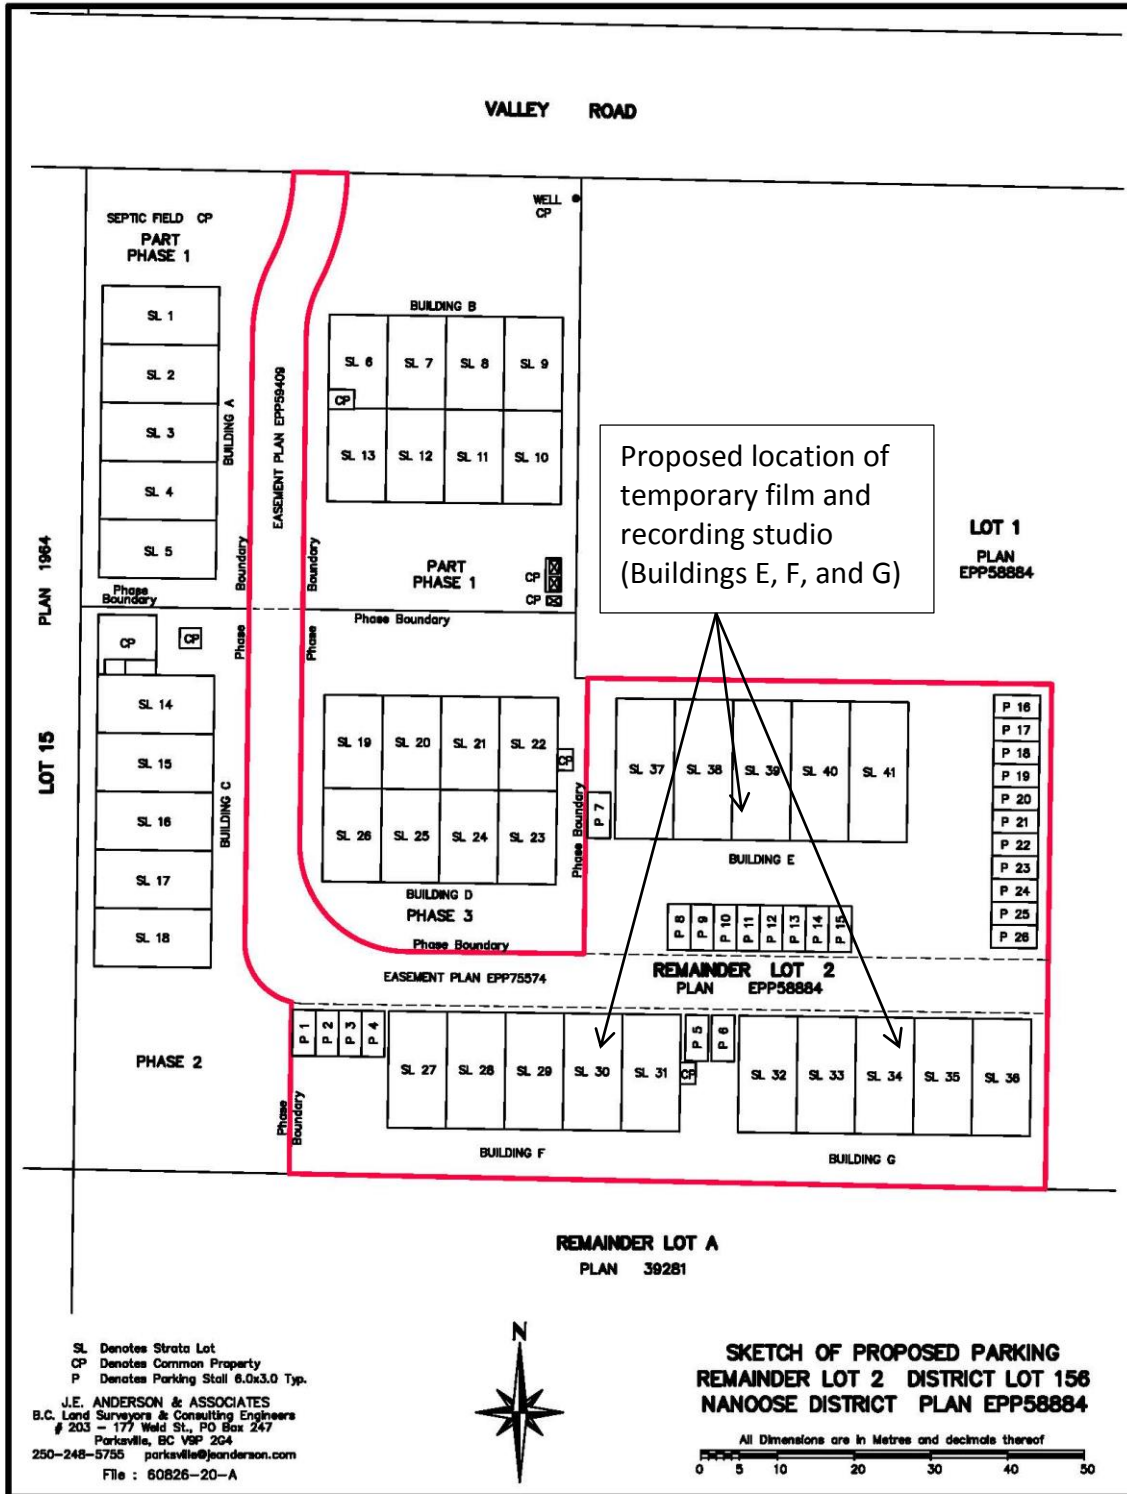 VALLEY ROAD
WELL
CP
SEPTIC FIELD CP
PART
PHASE 1
SL 1
SL 2
SL 3
SL 4
SL 5
BUILDING A
Phase
Boundary
EASEMENT PLAN EPP59409
Phase Boundary
Phase Boundary
BUILDING B
SL 6
SL 7
SL 8
SL 9
CP
SL 13
SL 12
SL 11
SL 10
PART
PHASE 1
CP
CP
Phase Boundary
Proposed location of
temporary film and
recording studio
(Buildings E, F, and G)
LOT 1
PLAN
EPP58884
PLAN 1964
LOT 15
CP
CP
Phase
Phase
SL 14
SL 15
SL 16
SL 17
SL 18
BUILDING C
SL 19
SL 20
SL 21
SL 22
CP
SL 26
SL 25
SL 24
SL 23
BUILDING D
PHASE 3
Phase Boundary
Phase Boundary
P 7
SL 37
SL 38
SL 39
SL 40
SL 41
BUILDING E
P 16
P 17
P 18
P 19
P 20
P 21
P 22
P 23
P 24
P 25
P 26
P 8
P 9
P 10
P 11
P 12
P 13
P 14
P 15
EASEMENT PLAN EPP75574
REMAINDER LOT 2
PLAN EPP58884
PHASE 2
Phase
Boundary
P 1
P 2
P 3
P 4
SL 27
SL 28
SL 29
SL 30
SL 31
P 5
P 6
CP
SL 32
SL 33
SL 34
SL 35
SL 36
BUILDING F
BUILDING G
REMAINDER LOT A
PLAN 39281
SL Denotes Strata Lot
CP Denotes Common Property
P Denotes Parking Stall 6.0x3.0 Typ.
J.E. ANDERSON & ASSOCIATES
B.C. Land Surveyors & Consulting Engineers
# 203 - 177 Weld St., PO Box 247
Parksville, BC V9P 2G4
250-248-5755 parksville@jeanderson.com
File : 60826-20-A
N
SKETCH OF PROPOSED PARKING
REMAINDER LOT 2 DISTRICT LOT 156
NANOOSE DISTRICT PLAN EPP58884
All Dimensions are in Metres and decimals thereof
0 5 10 20 30 40 50